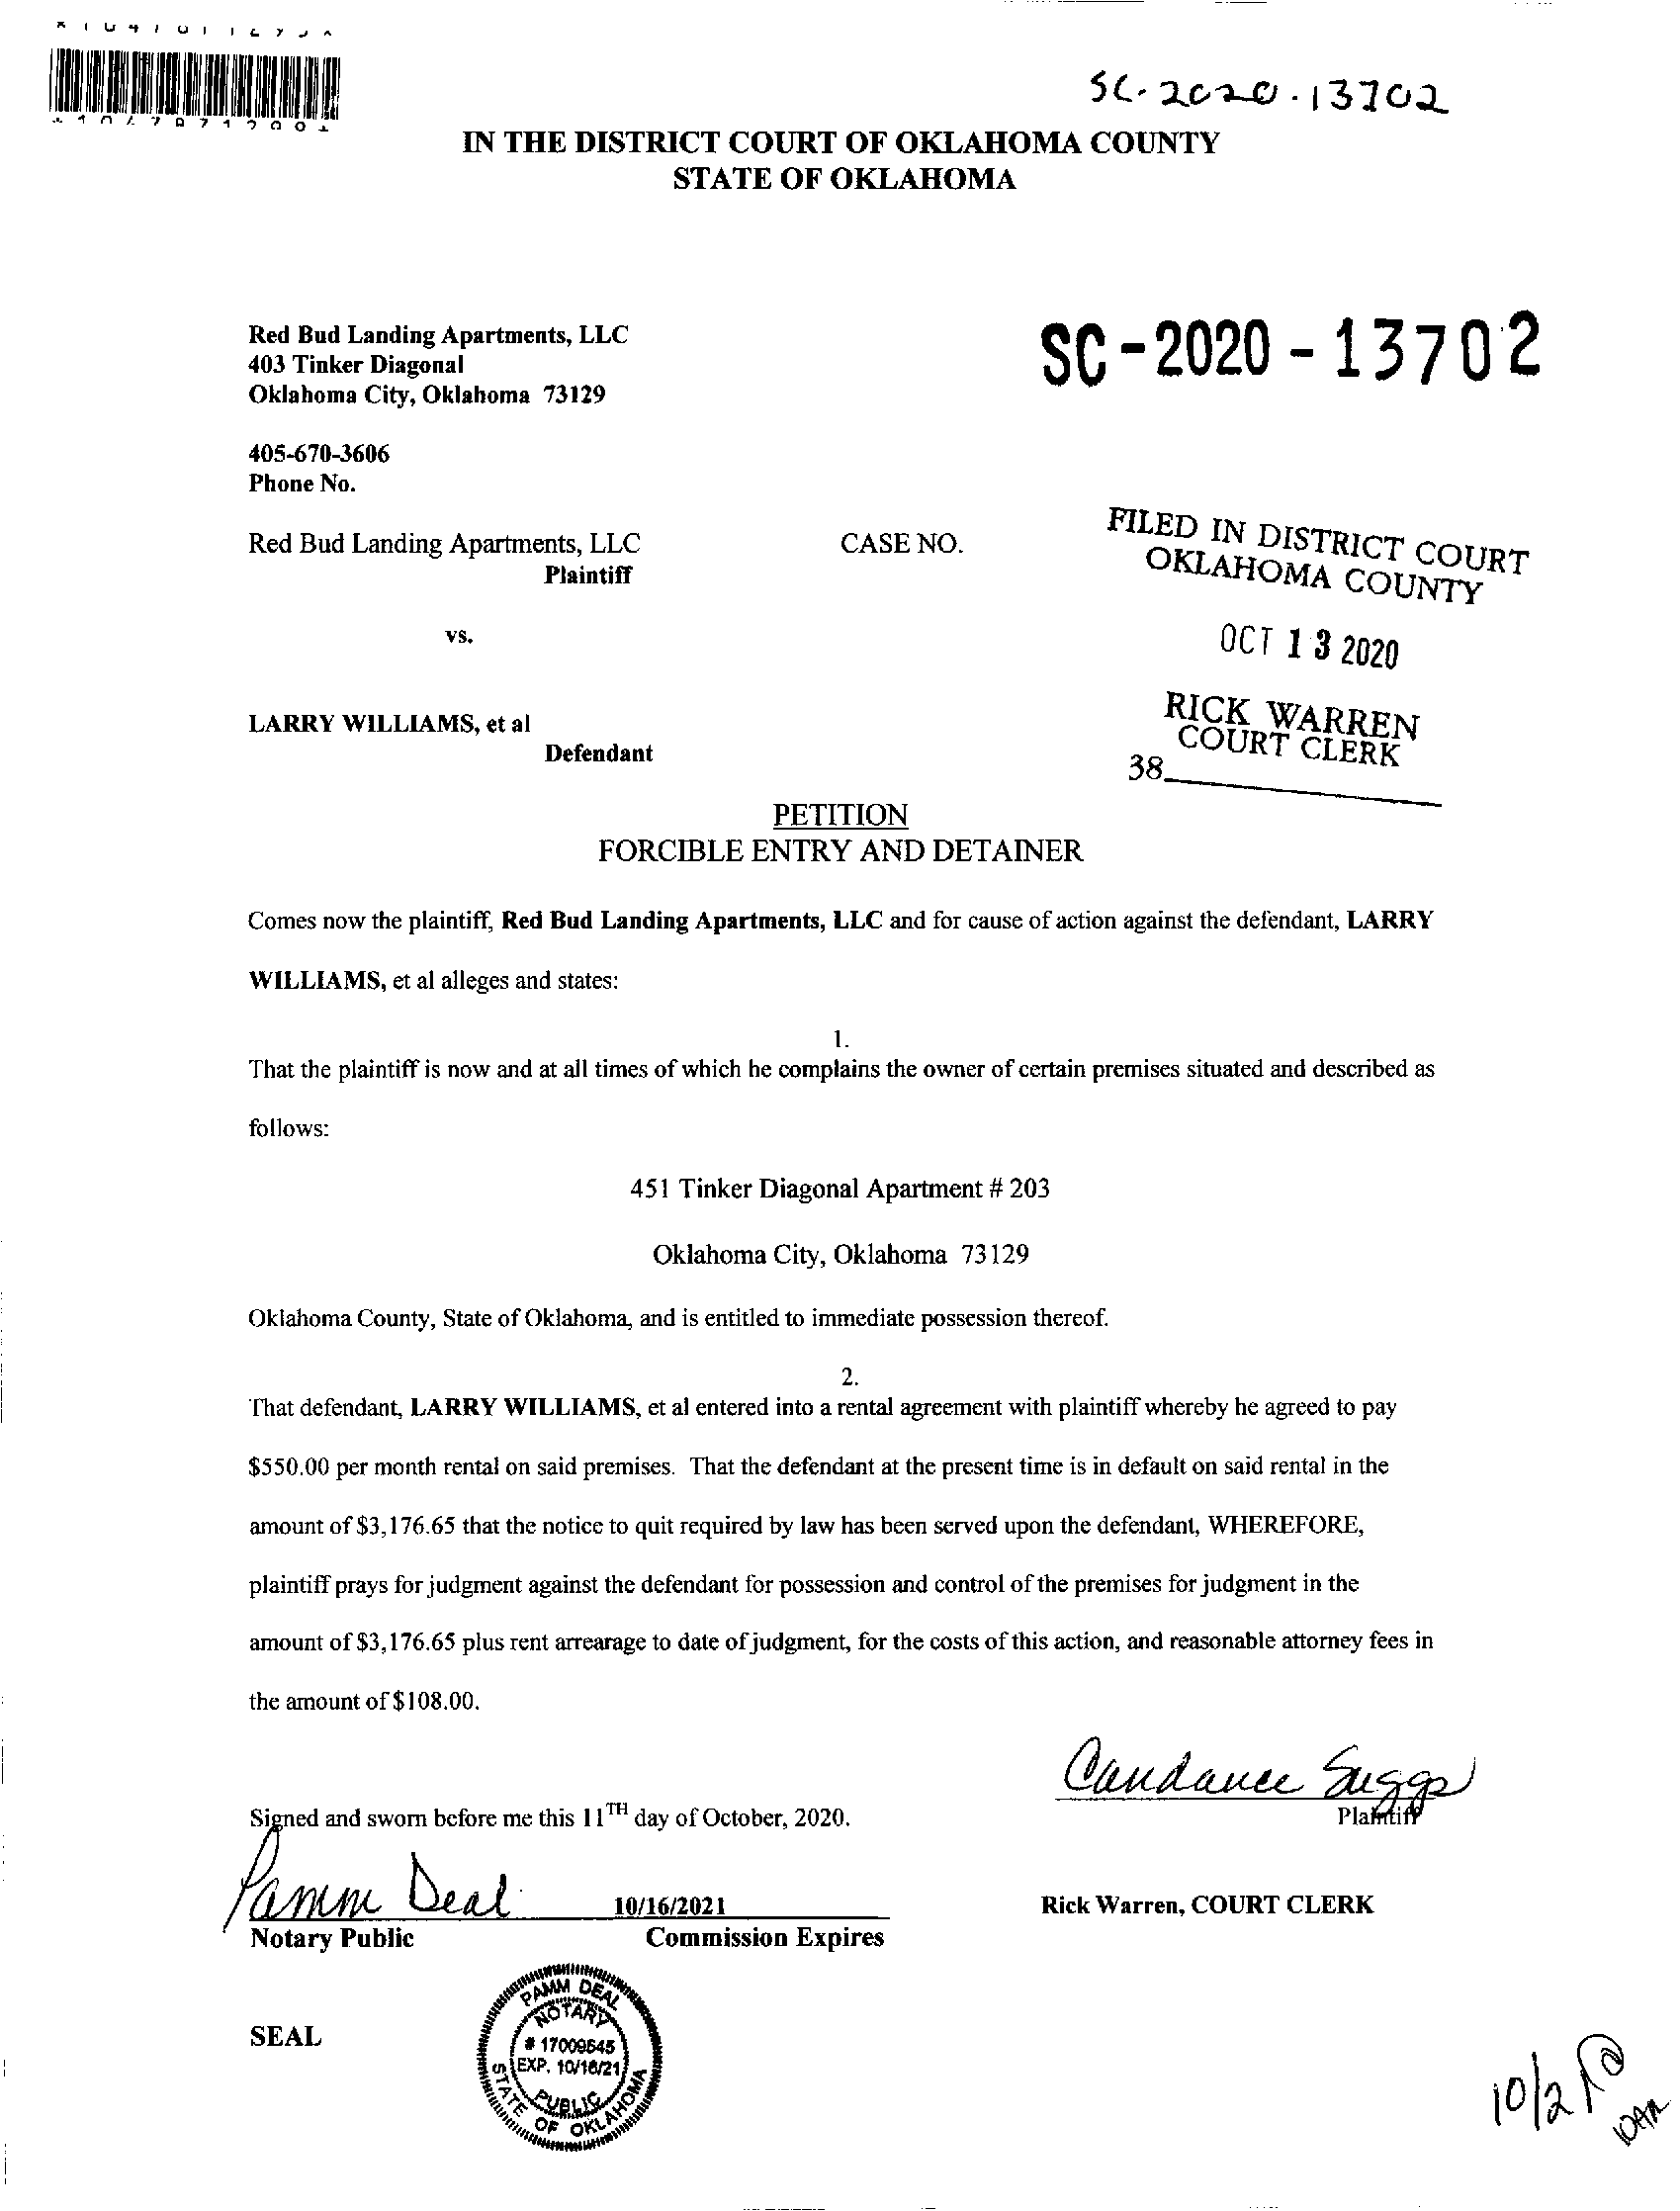 SC-2020-13702
IN THE DISTRICT COURT OF OKLAHOMA COUNTY
STATE OF OKLAHOMA
Red Bud Landing Apartments, LLC
403 Tinker Diagonal
Oklahoma City, Oklahoma 73129
SC-2020-13702
405-670-3606
Phone No.
Red Bud Landing Apartments, LLC
Plaintiff
CASE NO.
FILED IN DISTRICT COURT
OKLAHOMA COUNTY
vs.
OCT 13 2020
LARRY WILLIAMS, et al
Defendant
RICK WARREN
COURT CLERK
38
PETITION
FORCIBLE ENTRY AND DETAINER
Comes now the plaintiff, Red Bud Landing Apartments, LLC and for cause of action against the defendant, LARRY
WILLIAMS, et al alleges and states:
1.
That the plaintiff is now and at all times of which he complains the owner of certain premises situated and described as
follows:
451 Tinker Diagonal Apartment # 203
Oklahoma City, Oklahoma 73129
Oklahoma County, State of Oklahoma, and is entitled to immediate possession thereof.
2.
That defendant, LARRY WILLIAMS, et al entered into a rental agreement with plaintiff whereby he agreed to pay
$550.00 per month rental on said premises. That the defendant at the present time is in default on said rental in the
amount of $3,176.65 that the notice to quit required by law has been served upon the defendant, WHEREFORE,
plaintiff prays for judgment against the defendant for possession and control of the premises for judgment in the
amount of $3,176.65 plus rent arrearage to date of judgment, for the costs of this action, and reasonable attorney fees in
the amount of $108.00.
Candance Suggs
Plaintiff
Signed and sworn before me this 11TH day of October, 2020.
Pamm Deal
10/16/2021
Notary Public
Commission Expires
Rick Warren, COURT CLERK
SEAL
PAMM DEAL
NOTARY
# 17009545
EXP. 10/16/21
PUBLIC
STATE OF OKLAHOMA